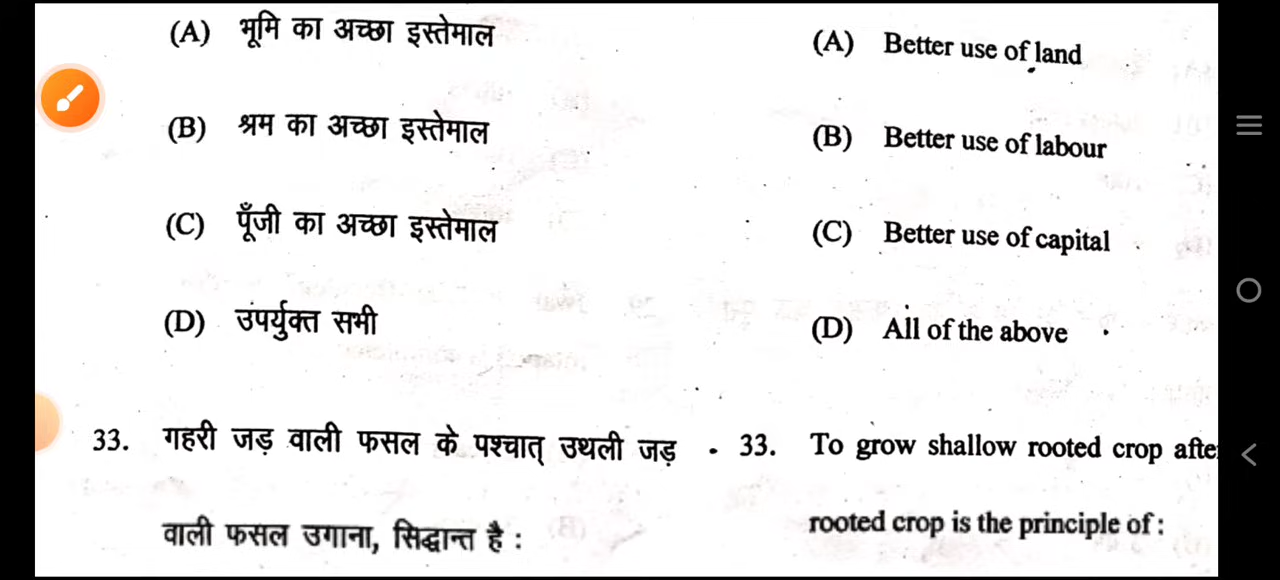 (A) भूमि का अच्छा इस्तेमाल
(B) श्रम का अच्छा इस्तेमाल
(C) पूँजी का अच्छा इस्तेमाल
(D) उंपर्युक्त सभी
33. गहरी जड़ वाली फसल के पश्चात् उथली जड़
वाली फसल उगाना, सिद्धान्त है :
(A) Better use of land
(B) Better use of labour
(C) Better use of capital
(D) All of the above
33. To grow shallow rooted crop afte
rooted crop is the principle of :